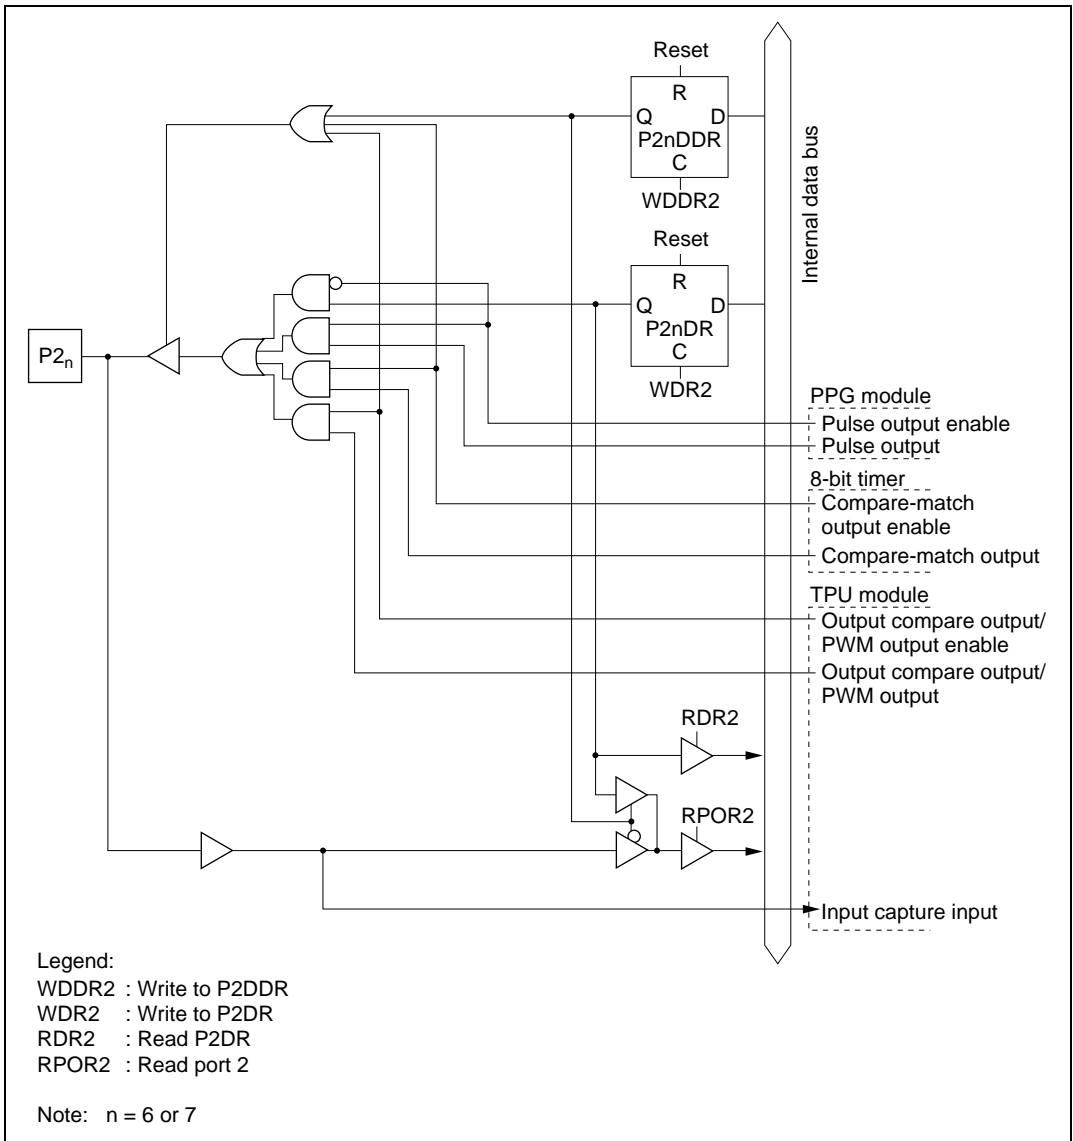 Reset
R
Q D
P2nDDR
C
WDDR2
Internal data bus
Reset
R
Q D
P2nDR
C
WDR2
P2n
PPG module
Pulse output enable
Pulse output
8-bit timer
Compare-match
output enable
Compare-match output
TPU module
Output compare output/
PWM output enable
Output compare output/
PWM output
RDR2
RPOR2
Input capture input
Legend:
WDDR2 : Write to P2DDR
WDR2 : Write to P2DR
RDR2 : Read P2DR
RPOR2 : Read port 2
Note: n = 6 or 7